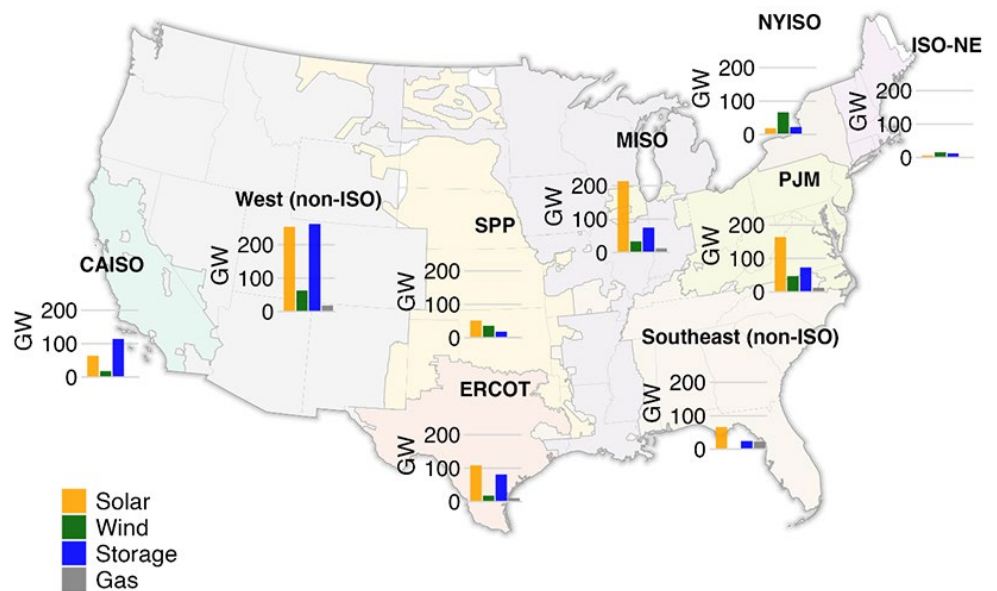 NYISO
GW
200
100
0
ISO-NE
GW
200
100
0
MISO
GW
200
100
0
PJM
GW
200
100
0
West (non-ISO)
GW
200
100
0
SPP
GW
200
100
0
CAISO
GW
200
100
0
Southeast (non-ISO)
GW
200
100
0
ERCOT
GW
200
100
0
Solar
Wind
Storage
Gas